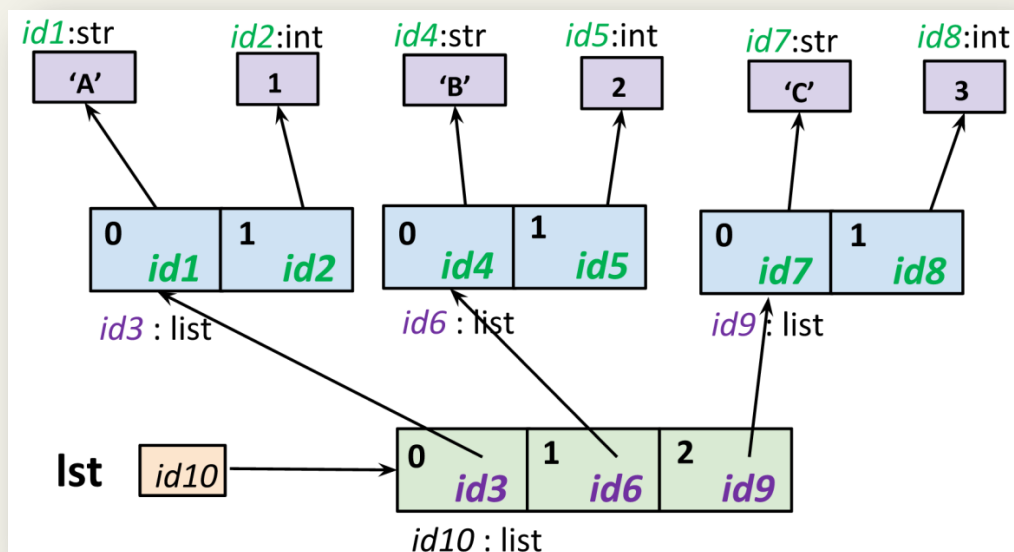 id1:str id2:int id4:str id5:int id7:str id8:int
‘A’ 1 ‘B’ 2 ‘C’ 3
0 1 0 1 0 1
id1 id2 id4 id5 id7 id8
id3 : list id6 : list id9 : list
0 1 2
lst id10 id3 id6 id9
id10 : list